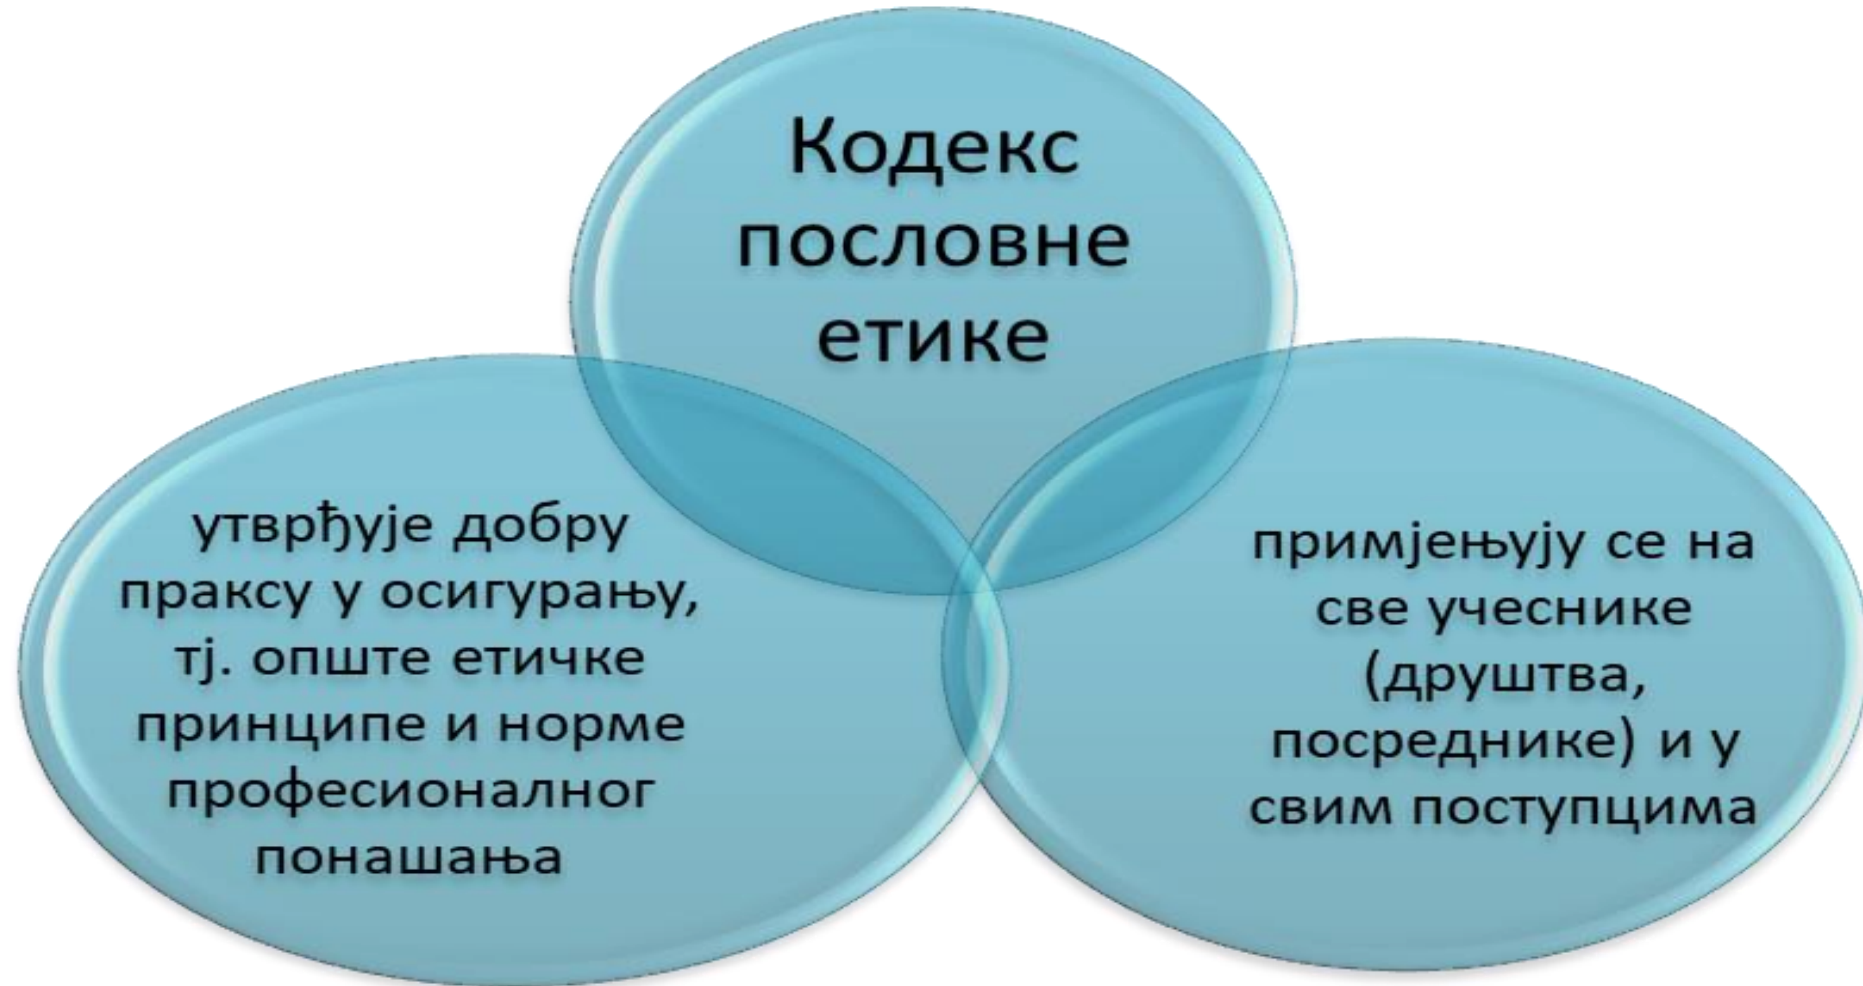 Кодекс
пословне
етике
утврђује добру
праксу у осигурању,
тј. опште етичке
принципе и норме
професионалног
понашања
примјењују се на
све учеснике
(друштва,
посреднике) и у
свим поступцима